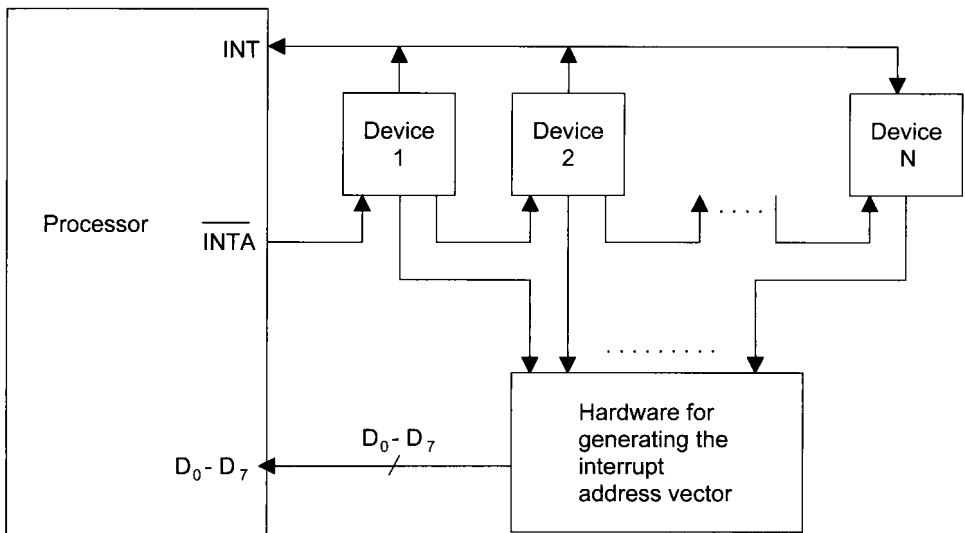 INT
Device
1
Device
2
Device
N
Processor
INTA
. . . . .
. . . . . . . . .
D0 - D7
D0 - D7
Hardware for
generating the
interrupt
address vector